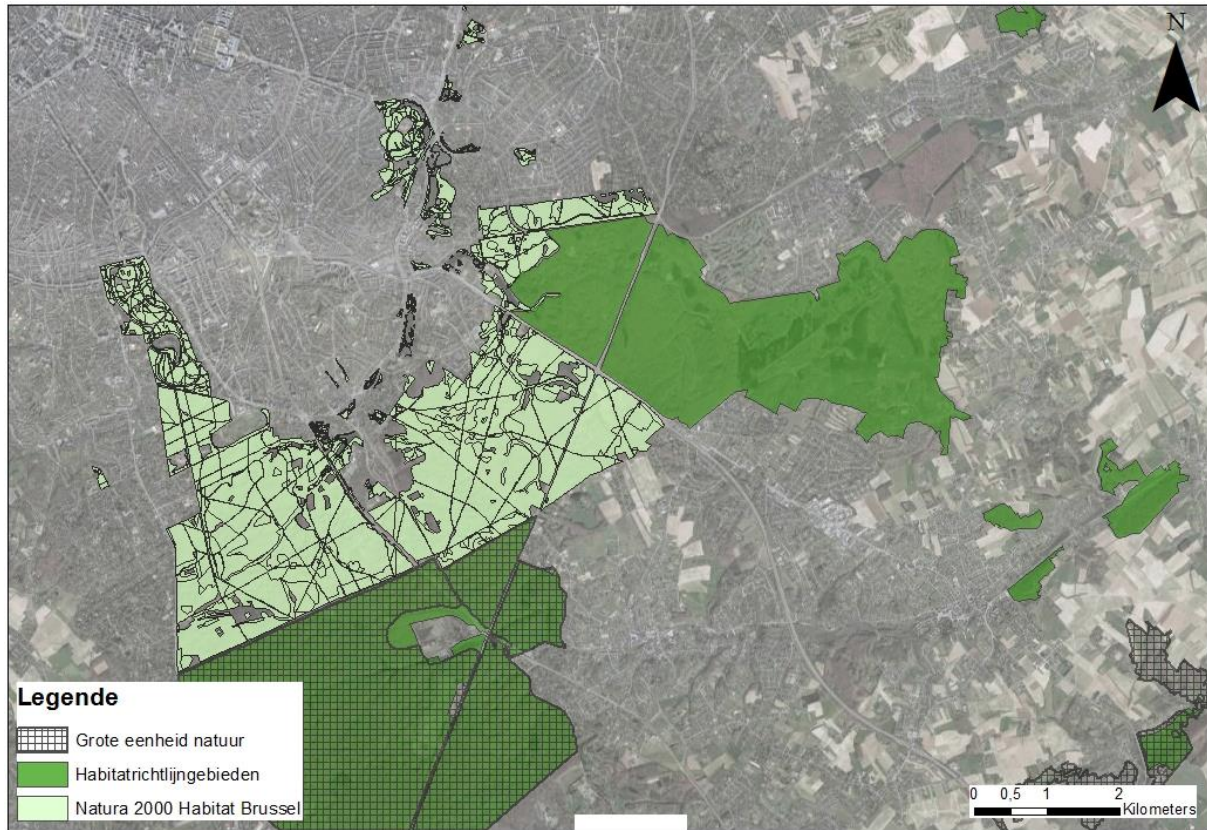 N
Legende
Grote eenheid natuur
Habitatrichtlijngebieden
Natura 2000 Habitat Brussel
0 0,5 1 2
Kilometers